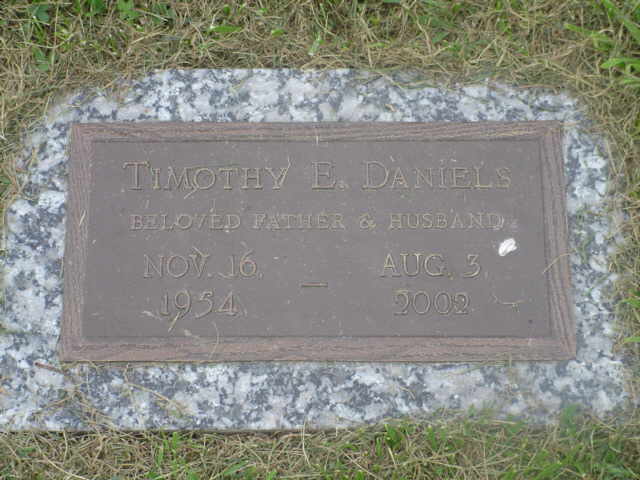 TIMOTHY E. DANIELS
BELOVED FATHER & HUSBAND
NOV. 16, 1954 — AUG. 3 2002